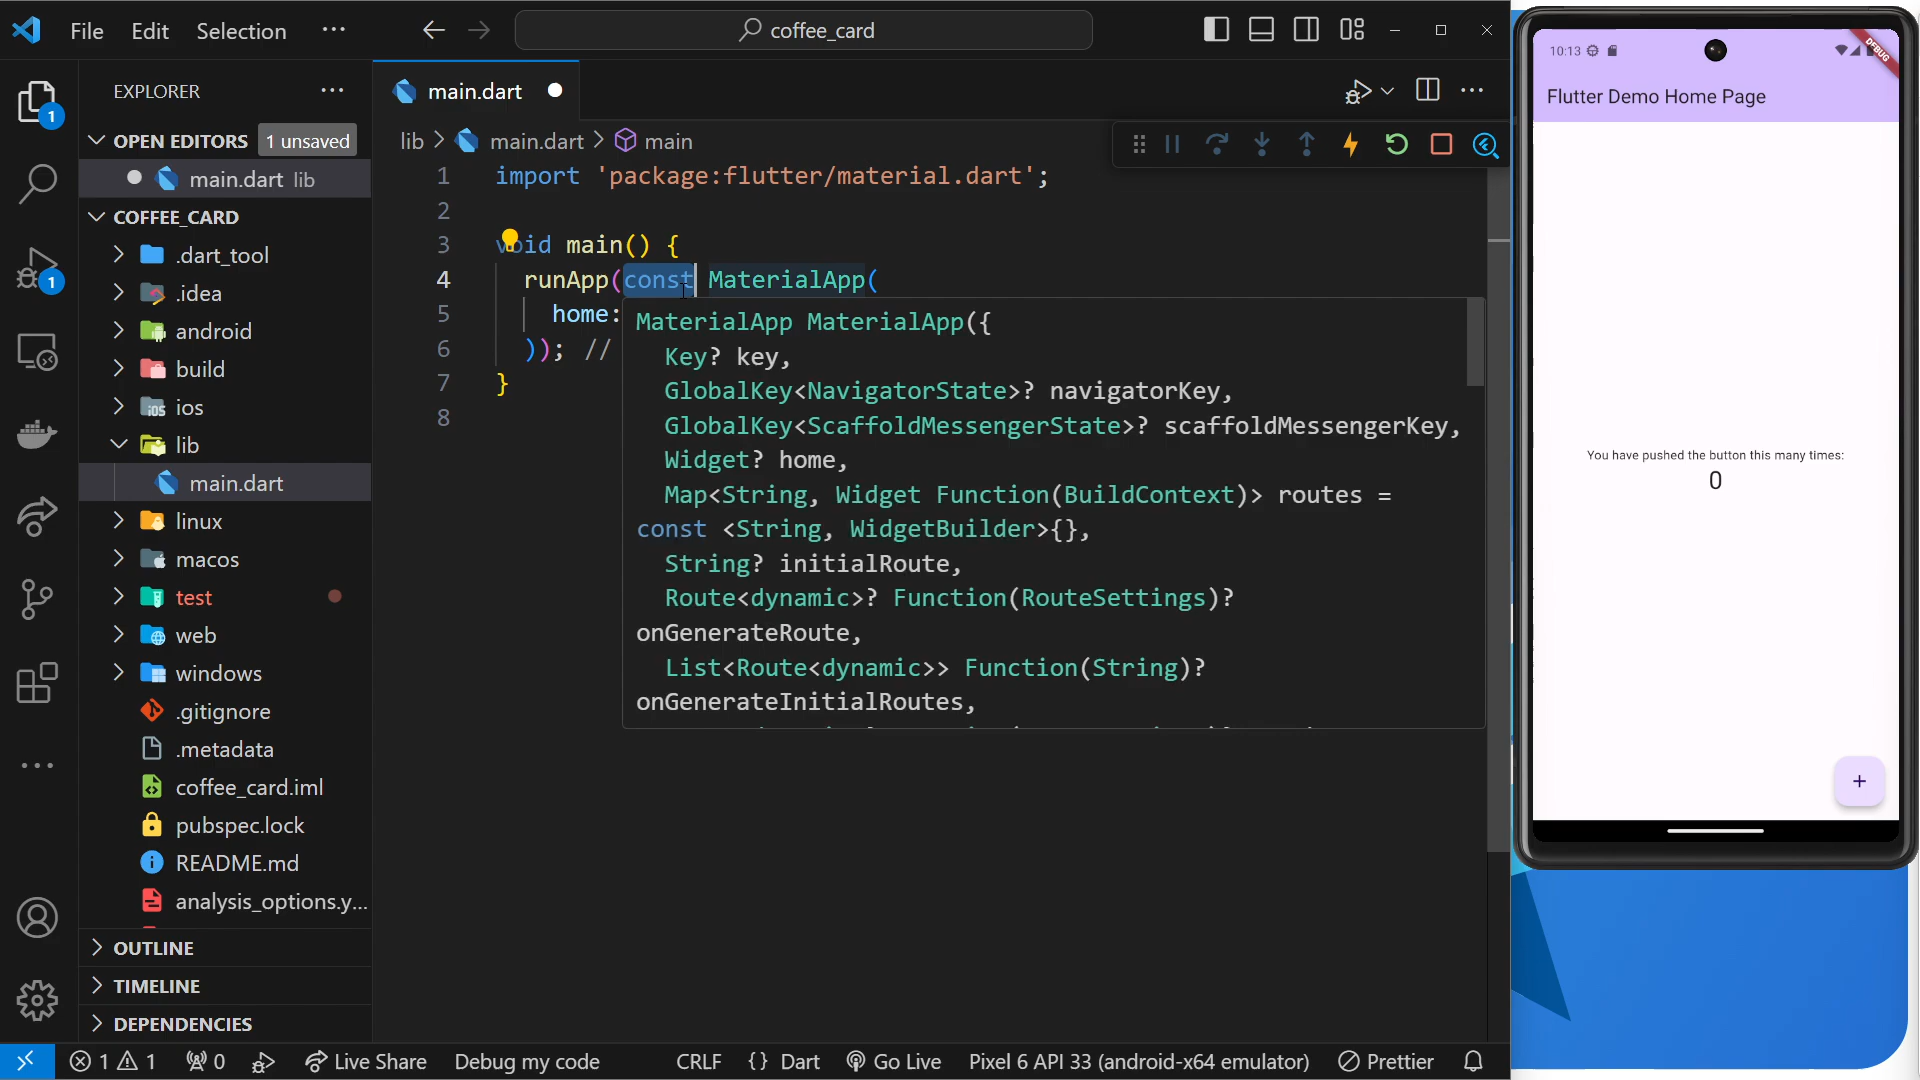 File Edit Selection ···
coffee_card
EXPLORER
OPEN EDITORS 1 unsaved
main.dart lib
COFFEE_CARD
.dart_tool
.idea
android
build
ios
lib
main.dart
linux
macos
test
web
windows
.gitignore
.metadata
coffee_card.iml
pubspec.lock
README.md
analysis_options.y...
OUTLINE
TIMELINE
DEPENDENCIES
1
1
main.dart
lib > main.dart > main
1 import 'package:flutter/material.dart';
2
3 void main() {
4 runApp(const MaterialApp(
5 home:
6 )); //
7 }
8
MaterialApp MaterialApp({
Key? key,
GlobalKey<NavigatorState>? navigatorKey,
GlobalKey<ScaffoldMessengerState>? scaffoldMessengerKey,
Widget? home,
Map<String, Widget Function(BuildContext)> routes =
const <String, WidgetBuilder>{},
String? initialRoute,
Route<dynamic>? Function(RouteSettings)?
onGenerateRoute,
List<Route<dynamic>> Function(String)?
onGenerateInitialRoutes,
1 1 0 Live Share Debug my code CRLF {} Dart Go Live Pixel 6 API 33 (android-x64 emulator) Prettier
10:13
DEBUG
Flutter Demo Home Page
You have pushed the button this many times:
0
+